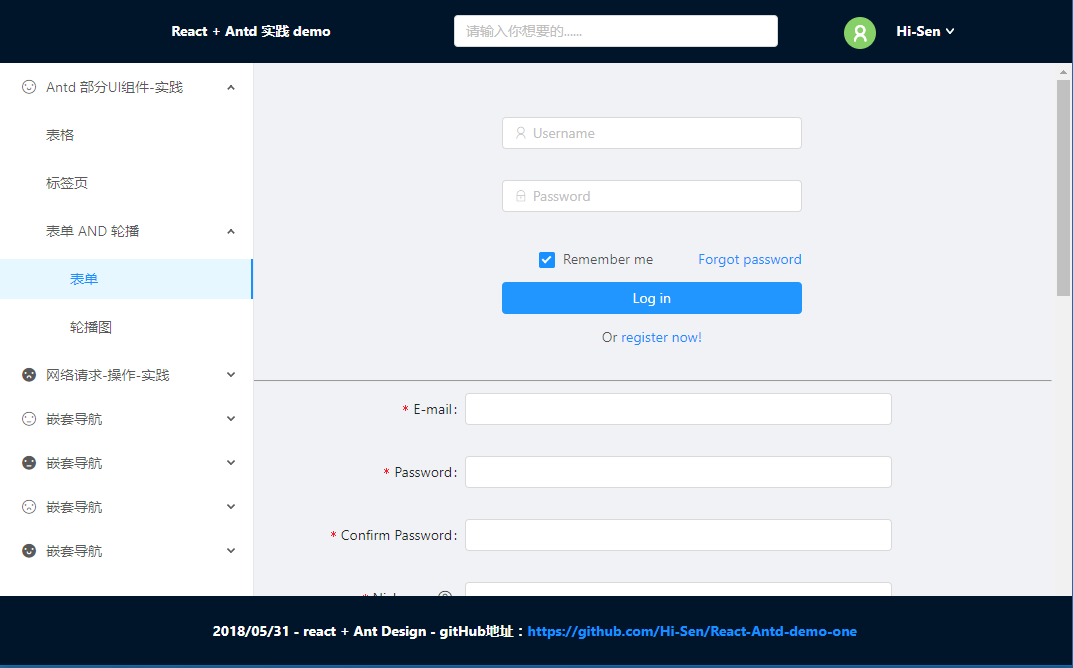 React + Antd 实践 demo
请输入你想要的......
Hi-Sen
Antd 部分UI组件-实践
表格
标签页
表单 AND 轮播
表单
轮播图
网络请求-操作-实践
嵌套导航
嵌套导航
嵌套导航
嵌套导航
Username
Password
Remember me
Forgot password
Log in
Or register now!
* E-mail:
* Password:
* Confirm Password:
2018/05/31 - react + Ant Design - gitHub地址：https://github.com/Hi-Sen/React-Antd-demo-one